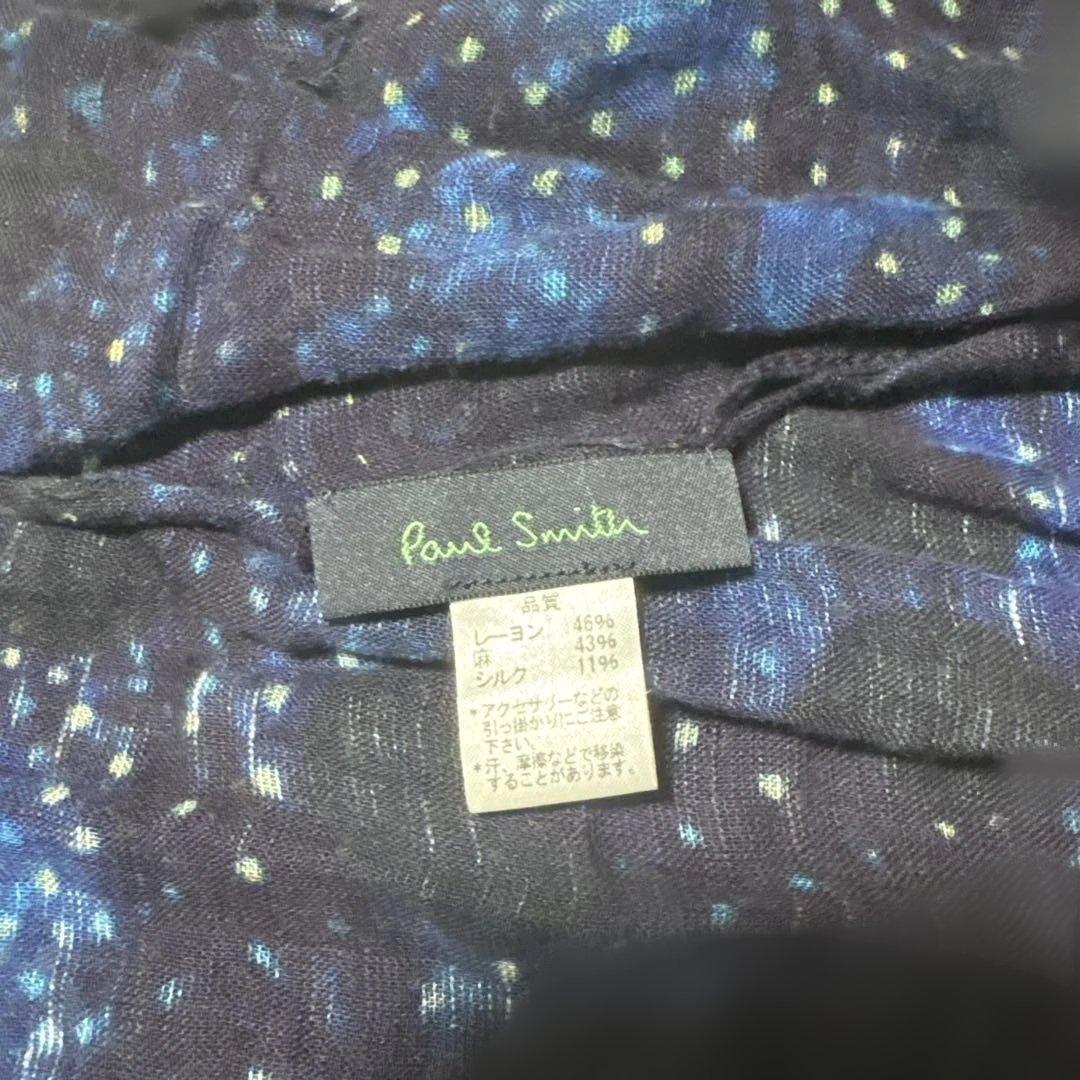 Paul Smith
品質
レーヨン 46%
麻 43%
シルク 11%
*アクセサリーなどの
引っ掛かりにご注意
下さい。
*汗、摩擦などで移染
することがあります。